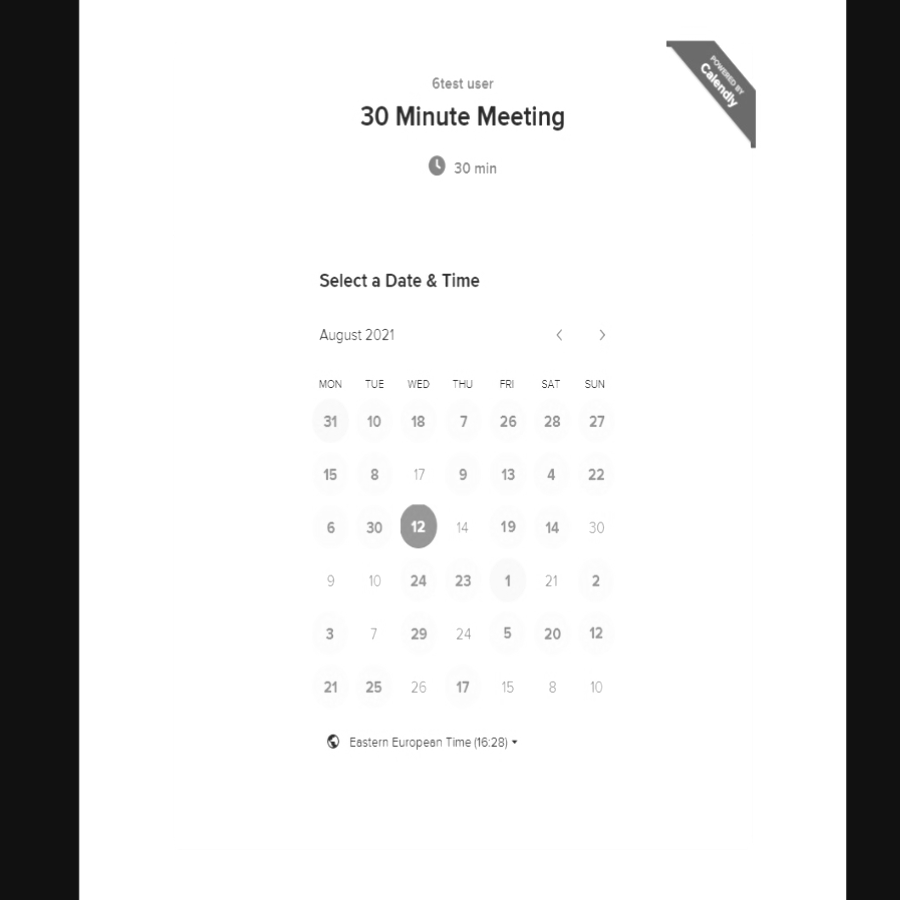 POWERED BY
Calendly
6test user
30 Minute Meeting
30 min
Select a Date & Time
August 2021
MON TUE WED THU FRI SAT SUN
31 10 18 7 26 28 27
15 8 17 9 13 4 22
6 30 12 14 19 14 30
9 10 24 23 1 21 2
3 7 29 24 5 20 12
21 25 26 17 15 8 10
Eastern European Time (16:28)